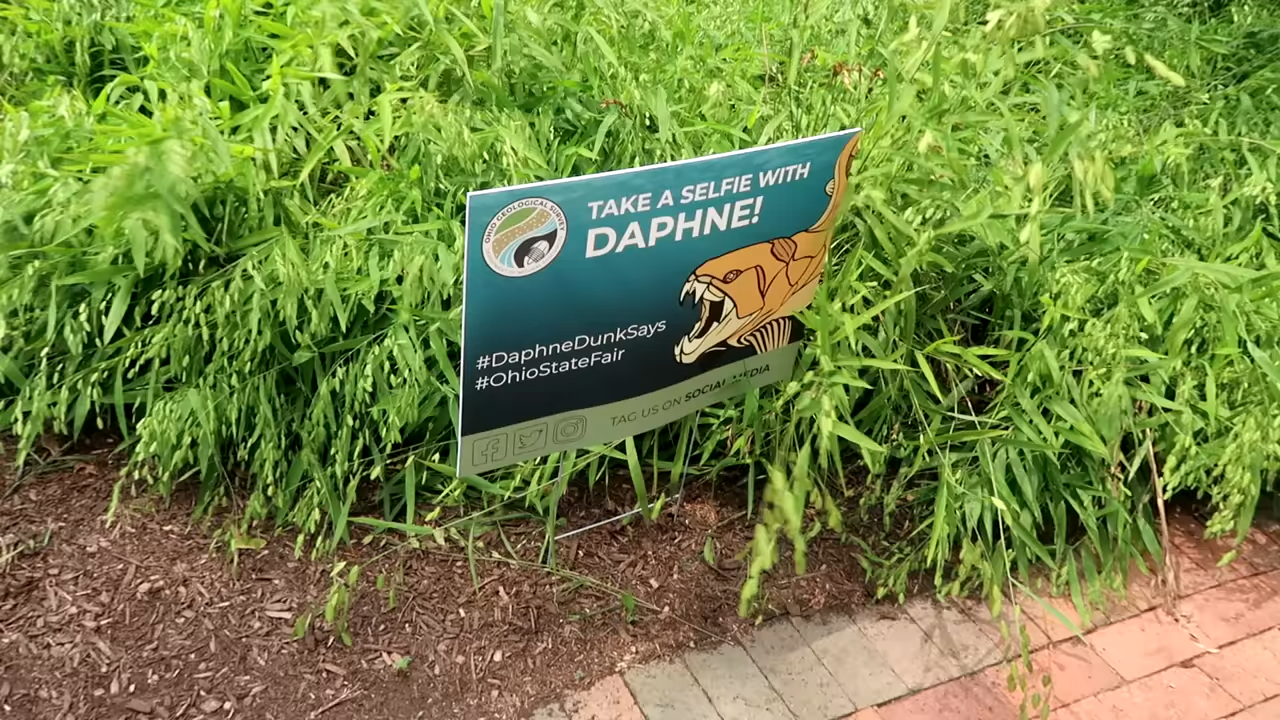 OHIO GEOLOGICAL SURVEY
TAKE A SELFIE WITH
DAPHNE!
#DaphneDunkSays
#OhioStateFair
TAG US ON SOCIAL MEDIA